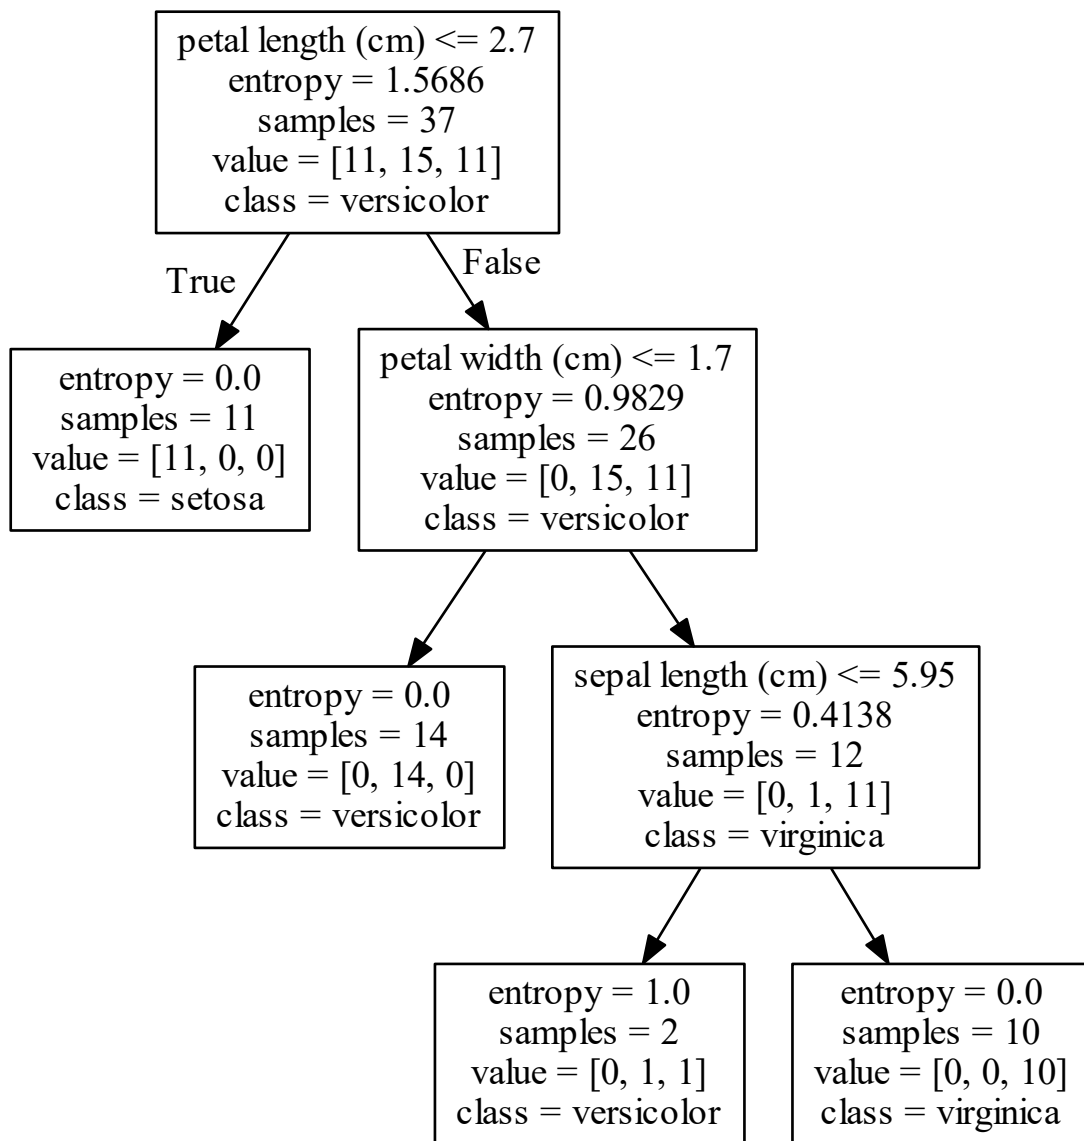 petal length (cm) <= 2.7
entropy = 1.5686
samples = 37
value = [11, 15, 11]
class = versicolor
True
False
entropy = 0.0
samples = 11
value = [11, 0, 0]
class = setosa
petal width (cm) <= 1.7
entropy = 0.9829
samples = 26
value = [0, 15, 11]
class = versicolor
entropy = 0.0
samples = 14
value = [0, 14, 0]
class = versicolor
sepal length (cm) <= 5.95
entropy = 0.4138
samples = 12
value = [0, 1, 11]
class = virginica
entropy = 1.0
samples = 2
value = [0, 1, 1]
class = versicolor
entropy = 0.0
samples = 10
value = [0, 0, 10]
class = virginica